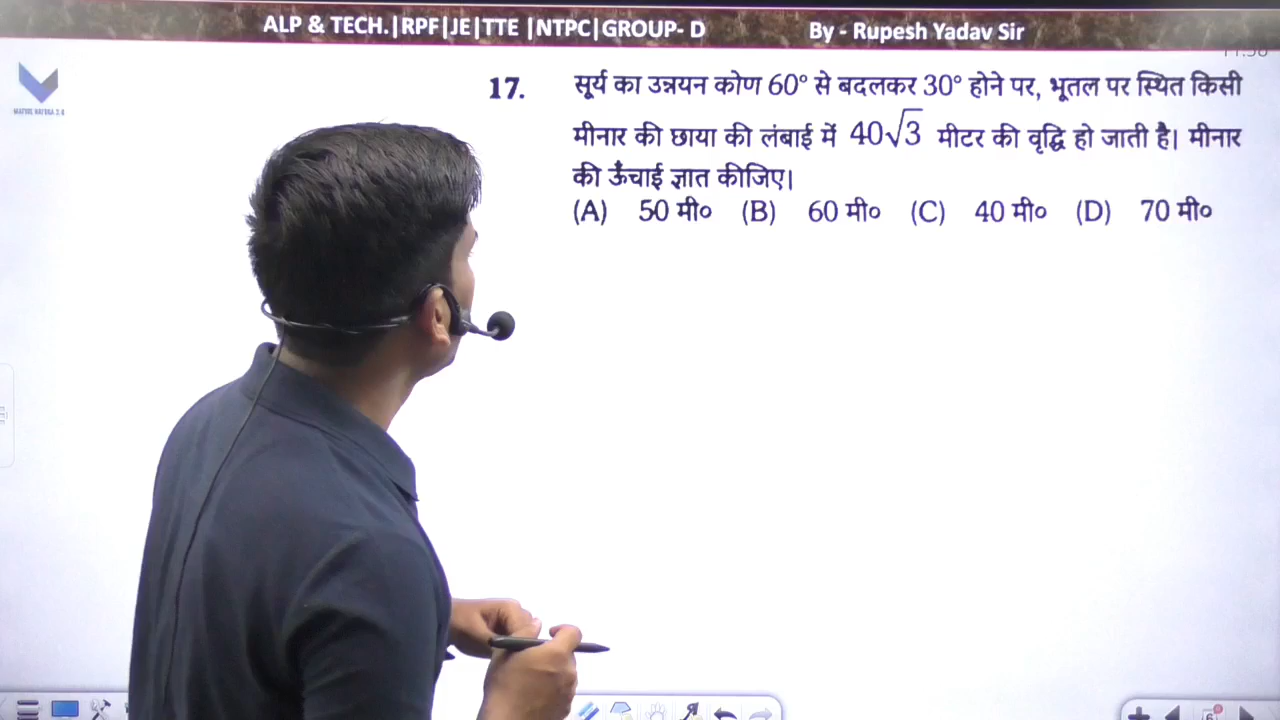 ALP & TECH.|RPF|JE|TTE |NTPC|GROUP- D By - Rupesh Yadav Sir
17. सूर्य का उन्नयन कोण 60° से बदलकर 30° होने पर, भूतल पर स्थित किसी
मीनार की छाया की लंबाई में 40√3 मीटर की वृद्धि हो जाती है। मीनार
की ऊँचाई ज्ञात कीजिए।
(A) 50 मी० (B) 60 मी० (C) 40 मी० (D) 70 मी०